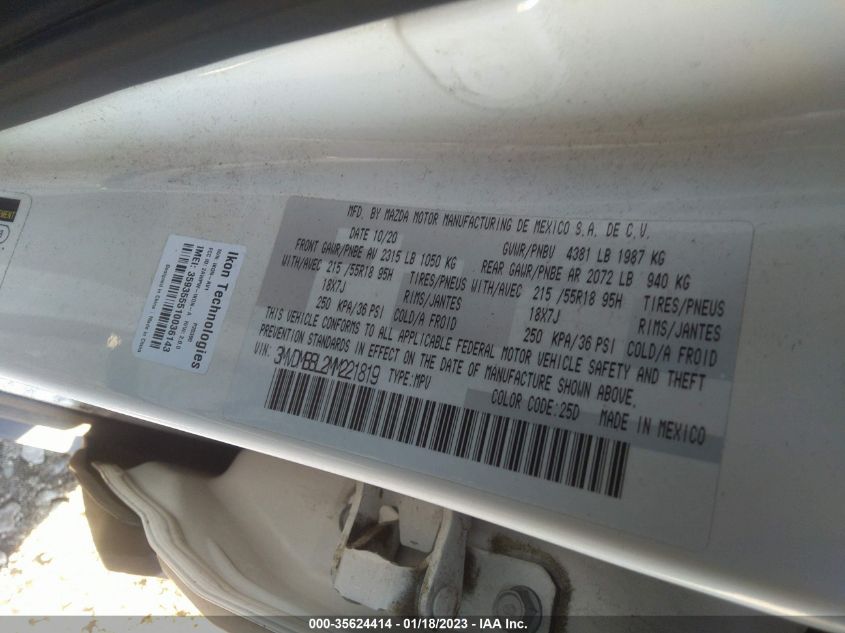 MFD. BY MAZDA MOTOR MANUFACTURING DE MEXICO S.A. DE C.V.
DATE 10/20
GVWR/PNBV 4381 LB 1987 KG
FRONT GAWR/PNBE AV 2315 LB 1050 KG
REAR GAWR/PNBE AR 2072 LB 940 KG
WITH/AVEC 215 /55R18 95H TIRES/PNEUS
WITH/AVEC 215 /55R18 95H TIRES/PNEUS
18X7J RIMS/JANTES
18X7J RIMS/JANTES
250 KPA/36 PSI COLD/A FROID
250 KPA/36 PSI COLD/A FROID
THIS VEHICLE CONFORMS TO ALL APPLICABLE FEDERAL MOTOR VEHICLE SAFETY AND THEFT
PREVENTION STANDARDS IN EFFECT ON THE DATE OF MANUFACTURE SHOWN ABOVE.
VIN: TYPE:MPV
COLOR CODE:25D MADE IN MEXICO
Ikon Technologies
IMEI: 359365510036143
Designed in China Made in China
000-35624414 - 01/18/2023 - IAA Inc.